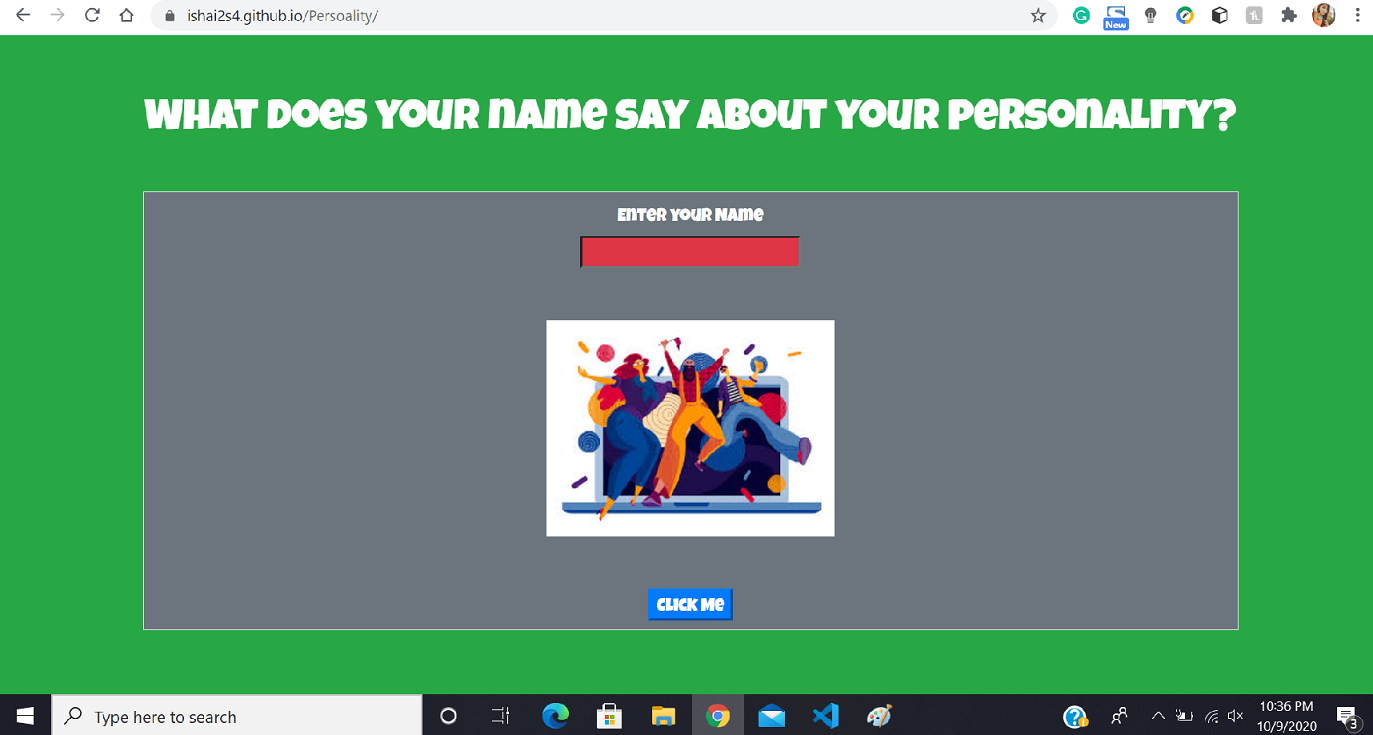 ishai2s4.github.io/Persoality/
New
What does your name say about your personality?
Enter Your Name
Click Me
Type here to search
10:36 PM
10/9/2020
3